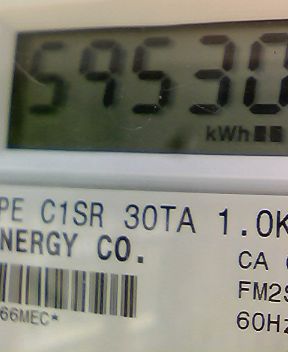 59530
kWh
PE C1SR 30TA 1.0K
NERGY CO.
CA
FM2S
66MEC*
60Hz